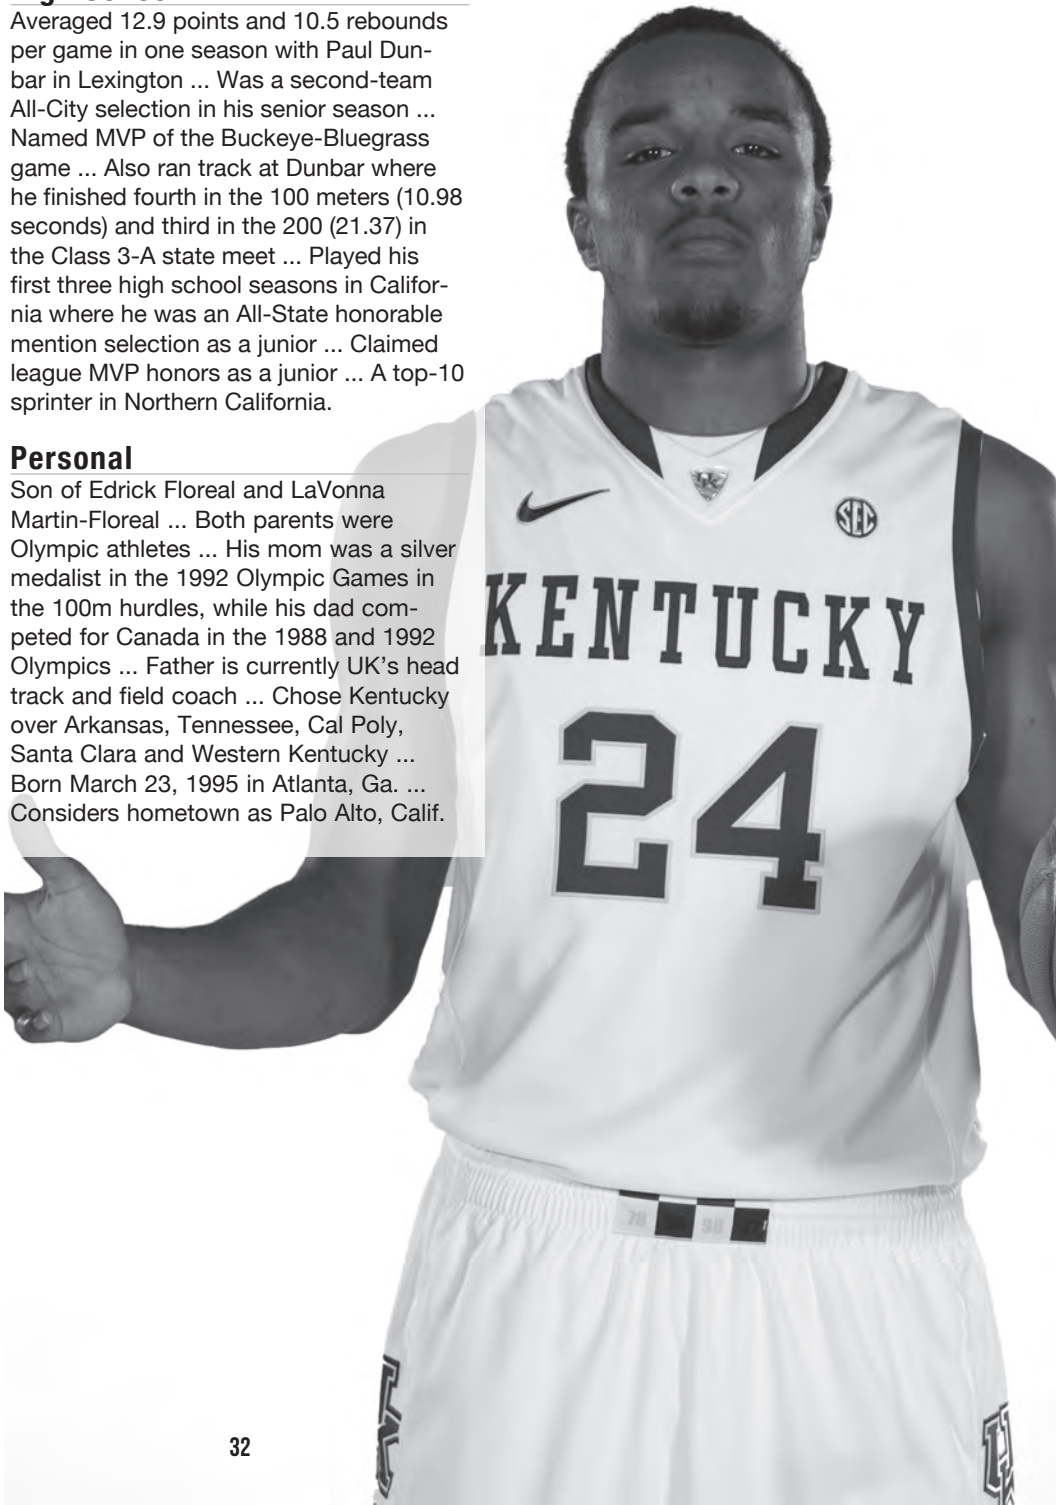 Averaged 12.9 points and 10.5 rebounds
per game in one season with Paul Dun-
bar in Lexington ... Was a second-team
All-City selection in his senior season ...
Named MVP of the Buckeye-Bluegrass
game ... Also ran track at Dunbar where
he finished fourth in the 100 meters (10.98
seconds) and third in the 200 (21.37) in
the Class 3-A state meet ... Played his
first three high school seasons in Califor-
nia where he was an All-State honorable
mention selection as a junior ... Claimed
league MVP honors as a junior ... A top-10
sprinter in Northern California.
Personal
Son of Edrick Floreal and LaVonna
Martin-Floreal ... Both parents were
Olympic athletes ... His mom was a silver
medalist in the 1992 Olympic Games in
the 100m hurdles, while his dad com-
peted for Canada in the 1988 and 1992
Olympics ... Father is currently UK's head
track and field coach ... Chose Kentucky
over Arkansas, Tennessee, Cal Poly,
Santa Clara and Western Kentucky ...
Born March 23, 1995 in Atlanta, Ga. ...
Considers hometown as Palo Alto, Calif.
UK
SEC
KENTUCKY
24
78 98
UK
UK
32